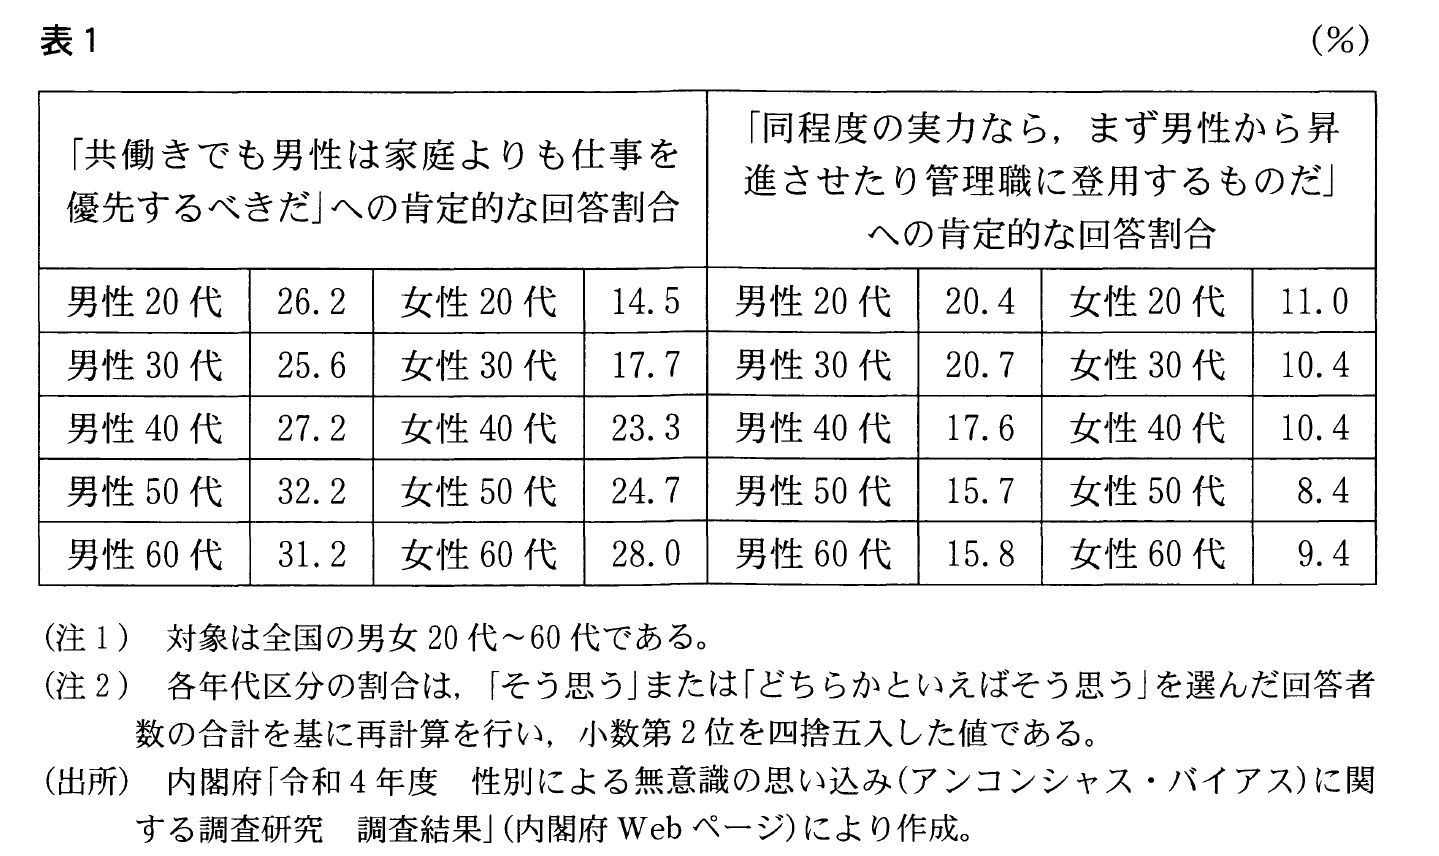 表1 (%)
「共働きでも男性は家庭よりも仕事を
優先するべきだ」への肯定的な回答割合
「同程度の実力なら，まず男性から昇
進させたり管理職に登用するものだ」
への肯定的な回答割合
男性20代 26.2 女性20代 14.5 男性20代 20.4 女性20代 11.0
男性30代 25.6 女性30代 17.7 男性30代 20.7 女性30代 10.4
男性40代 27.2 女性40代 23.3 男性40代 17.6 女性40代 10.4
男性50代 32.2 女性50代 24.7 男性50代 15.7 女性50代 8.4
男性60代 31.2 女性60代 28.0 男性60代 15.8 女性60代 9.4
(注1) 対象は全国の男女20代~60代である。
(注2) 各年代区分の割合は，「そう思う」または「どちらかといえばそう思う」を選んだ回答者
数の合計を基に再計算を行い，小数第2位を四捨五入した値である。
(出所) 内閣府「令和4年度 性別による無意識の思い込み(アンコンシャス・バイアス)に関
する調査研究 調査結果」(内閣府Webページ)により作成。